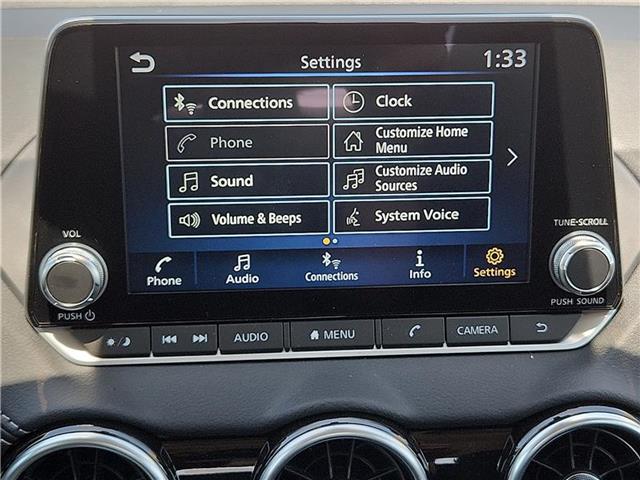 Settings
1:33
Connections
Clock
Phone
Customize Home
Menu
Sound
Customize Audio
Sources
Volume & Beeps
System Voice
VOL
TUNE·SCROLL
Phone
Audio
Connections
Info
Settings
PUSH
PUSH SOUND
AUDIO
MENU
CAMERA